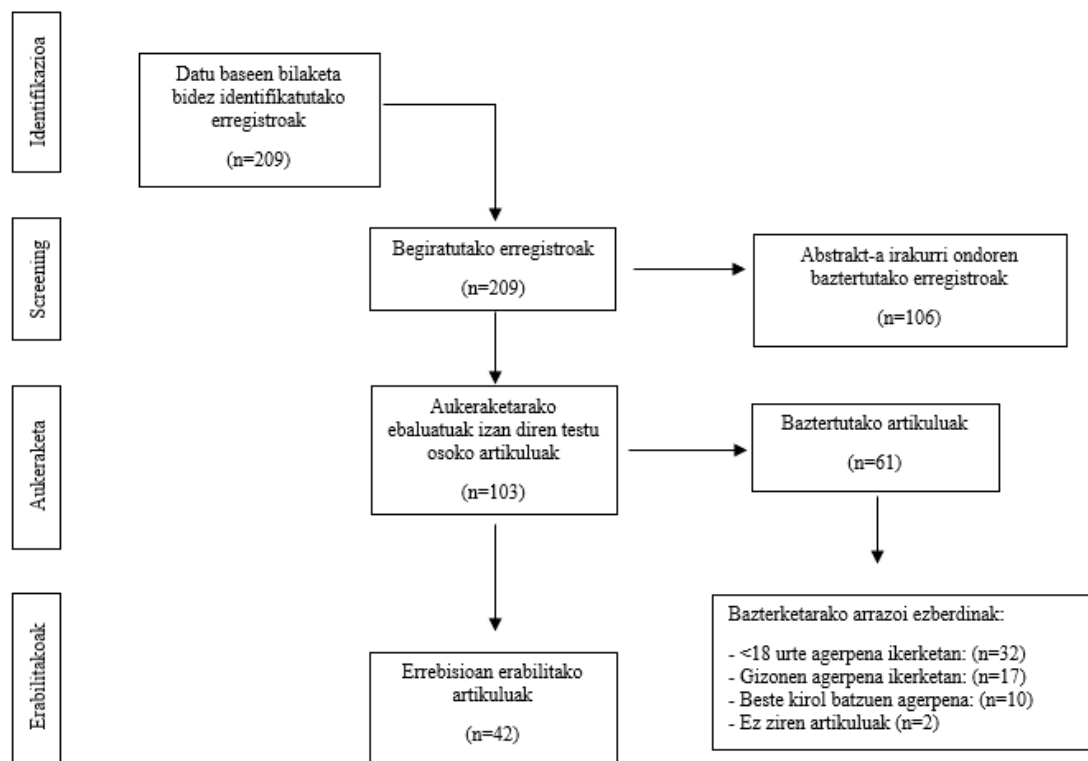 Identifikazioa
Datu baseen bilaketa
bidez identifikatutako
erregistroak
(n=209)
Screening
Begiratutako erregistroak
(n=209)
Abstrakt-a irakurri ondoren
baztertutako erregistroak
(n=106)
Aukeraketa
Aukeraketarako
ebaluatuak izan diren testu
osoko artikuluak
(n=103)
Baztertutako artikuluak
(n=61)
Erabilitakoak
Errebisioan erabilitako
artikuluak
(n=42)
Bazterketarako arrazoi ezberdinak:
- <18 urte agerpena ikerketan: (n=32)
- Gizonen agerpena ikerketan: (n=17)
- Beste kirol batzuen agerpena: (n=10)
- Ez ziren artikuluak (n=2)